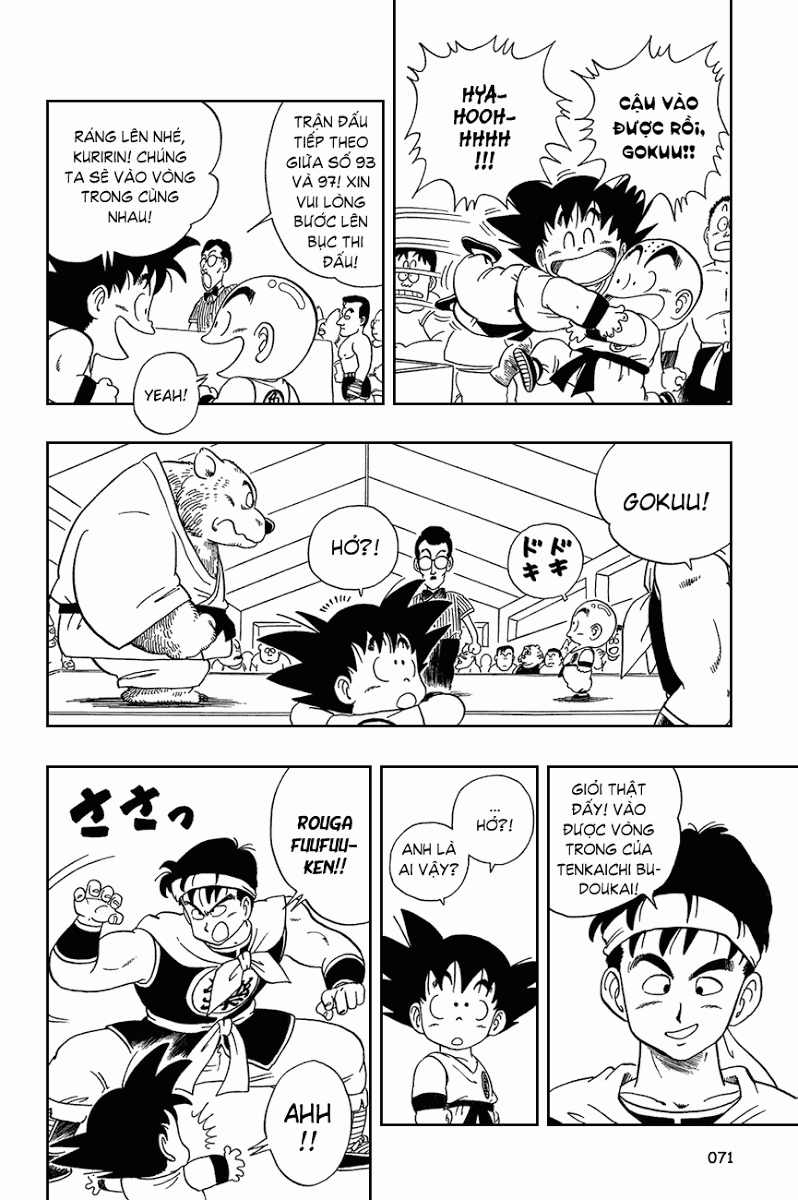 CẬU VÀO
ĐƯỢC RỒI,
GOKUU!!
HYA-
HOOH-
HHHH
!!!
TRẬN ĐẤU
TIẾP THEO
GIỮA SỐ 93
VÀ 97! XIN
VUI LÒNG
BƯỚC LÊN
BỤC THI
ĐẤU!
RÁNG LÊN NHÉ,
KURIRIN! CHÚNG
TA SẼ VÀO VÒNG
TRONG CÙNG
NHAU!
YEAH!
GOKUU!
ドキ
ドキ
HỞ?!
GIỎI THẬT
ĐẤY! VÀO
ĐƯỢC VÒNG
TRONG CỦA
TENKAICHI BU-
DOUKAI!
...
HỞ?!
ANH LÀ
AI VẬY?
ROUGA
FUUFUU-
KEN!!
ささっ
AHH
!!
071